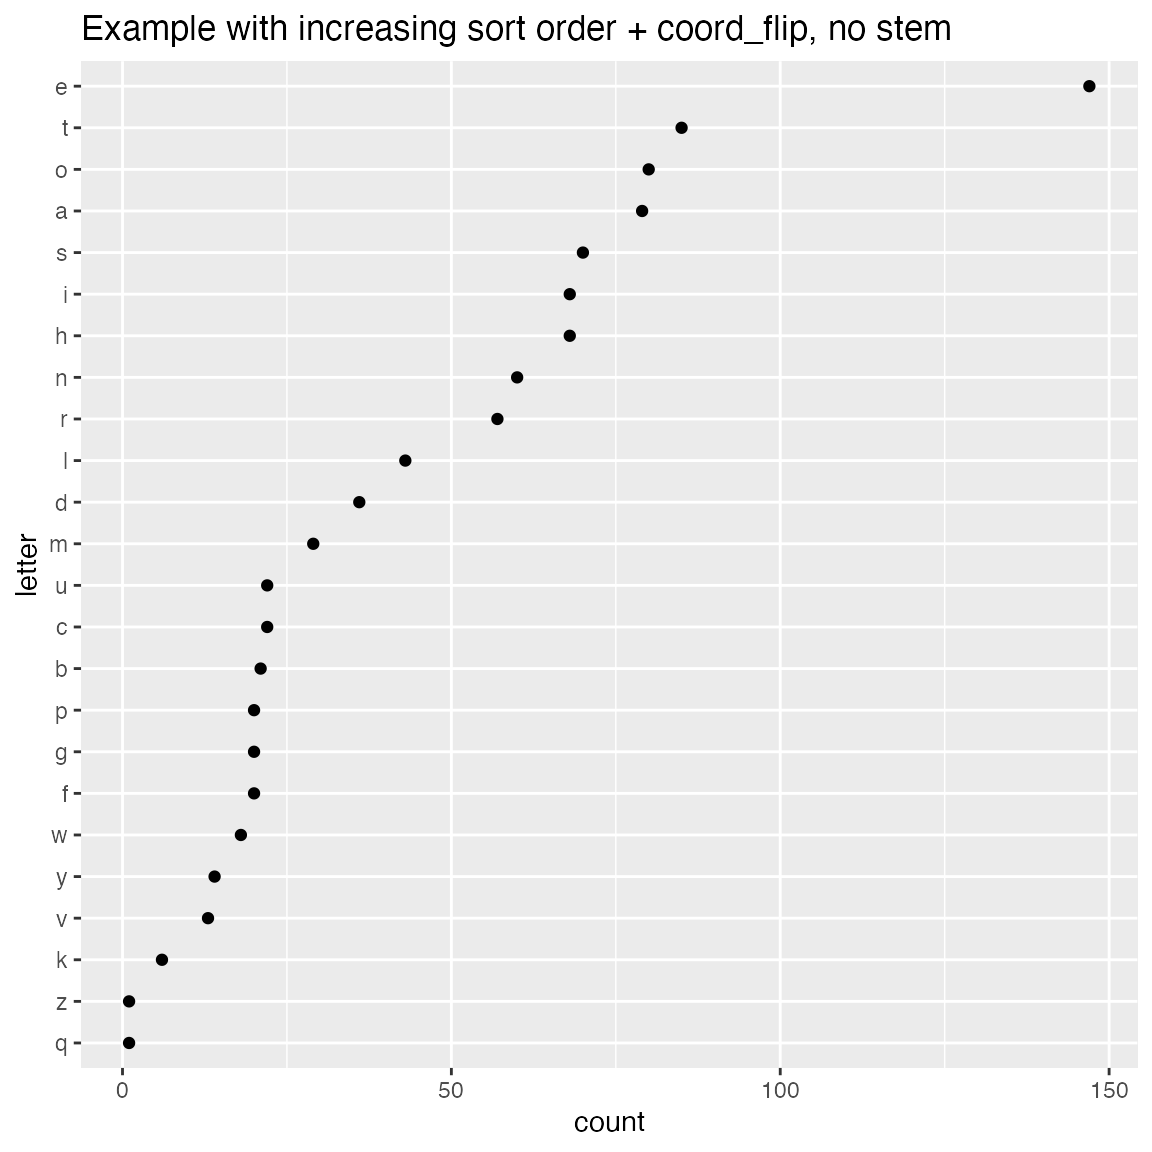 Example with increasing sort order + coord_flip, no stem
e
t
o
a
s
i
h
n
r
l
d
m
u
c
b
p
g
f
w
y
v
k
z
q
letter
0 50 100 150
count